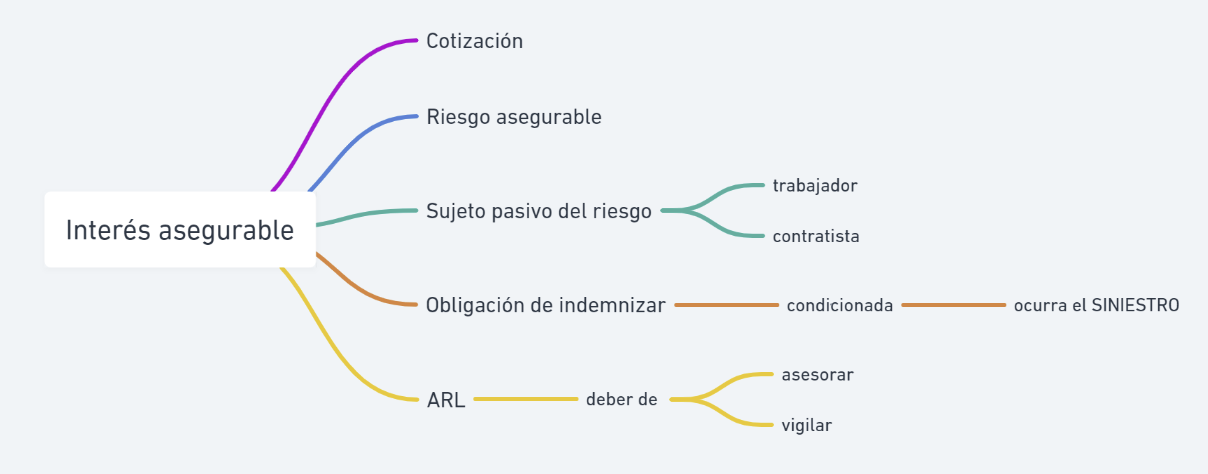 Interés asegurable
Cotización
Riesgo asegurable
Sujeto pasivo del riesgo
trabajador
contratista
Obligación de indemnizar
condicionada
ocurra el SINIESTRO
ARL
deber de
asesorar
vigilar